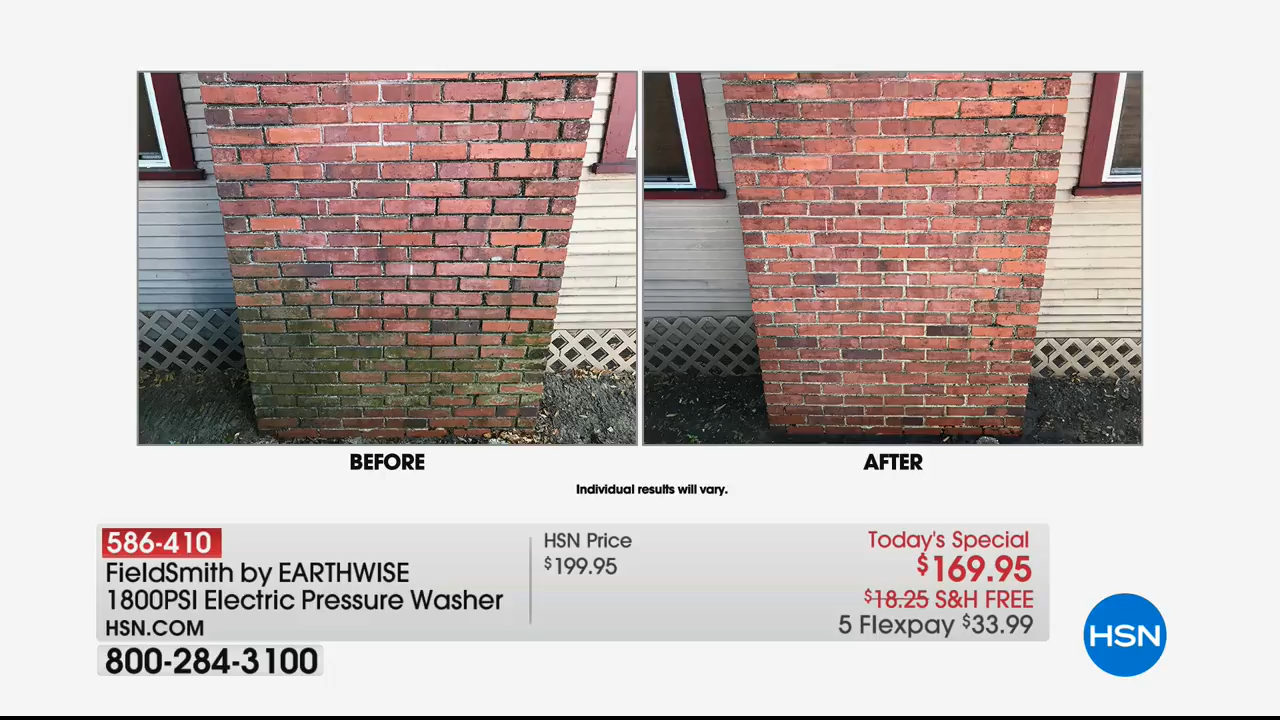 BEFORE
AFTER
Individual results will vary.
586-410
FieldSmith by EARTHWISE
1800PSI Electric Pressure Washer
HSN.COM
800-284-3100
HSN Price
$199.95
Today's Special
$169.95
$18.25 S&H FREE
5 Flexpay $33.99
HSN